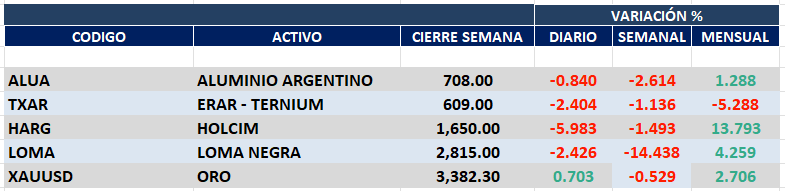 VARIACIÓN %
CODIGO ACTIVO CIERRE SEMANA DIARIO SEMANAL MENSUAL
ALUA ALUMINIO ARGENTINO 708.00 -0.840 -2.614 1.288
TXAR ERAR - TERNIUM 609.00 -2.404 -1.136 -5.288
HARG HOLCIM 1,650.00 -5.983 -1.493 13.793
LOMA LOMA NEGRA 2,815.00 -2.426 -14.438 4.259
XAUUSD ORO 3,382.30 0.703 -0.529 2.706